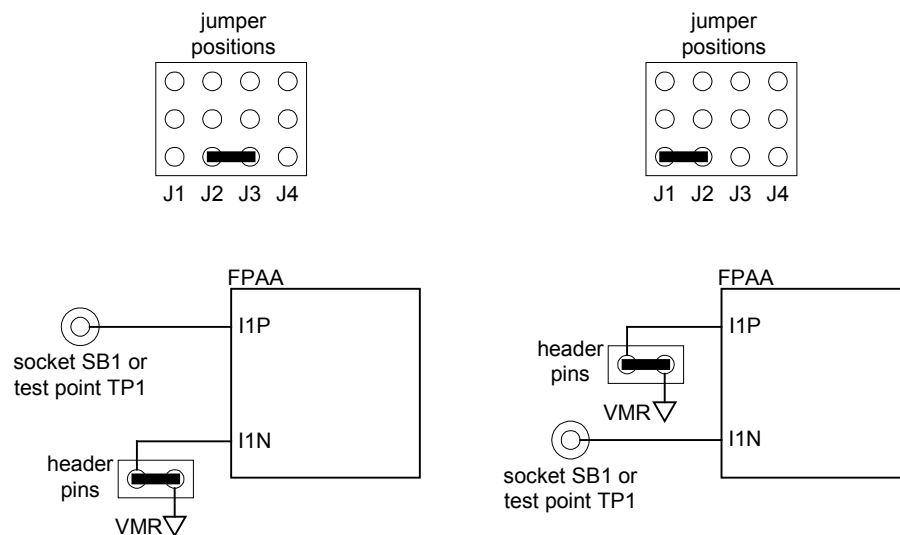 jumper
positions
J1 J2 J3 J4
FPAA
I1P
socket SB1 or
test point TP1
I1N
header
pins
VMR
jumper
positions
J1 J2 J3 J4
FPAA
I1P
header
pins
VMR
I1N
socket SB1 or
test point TP1